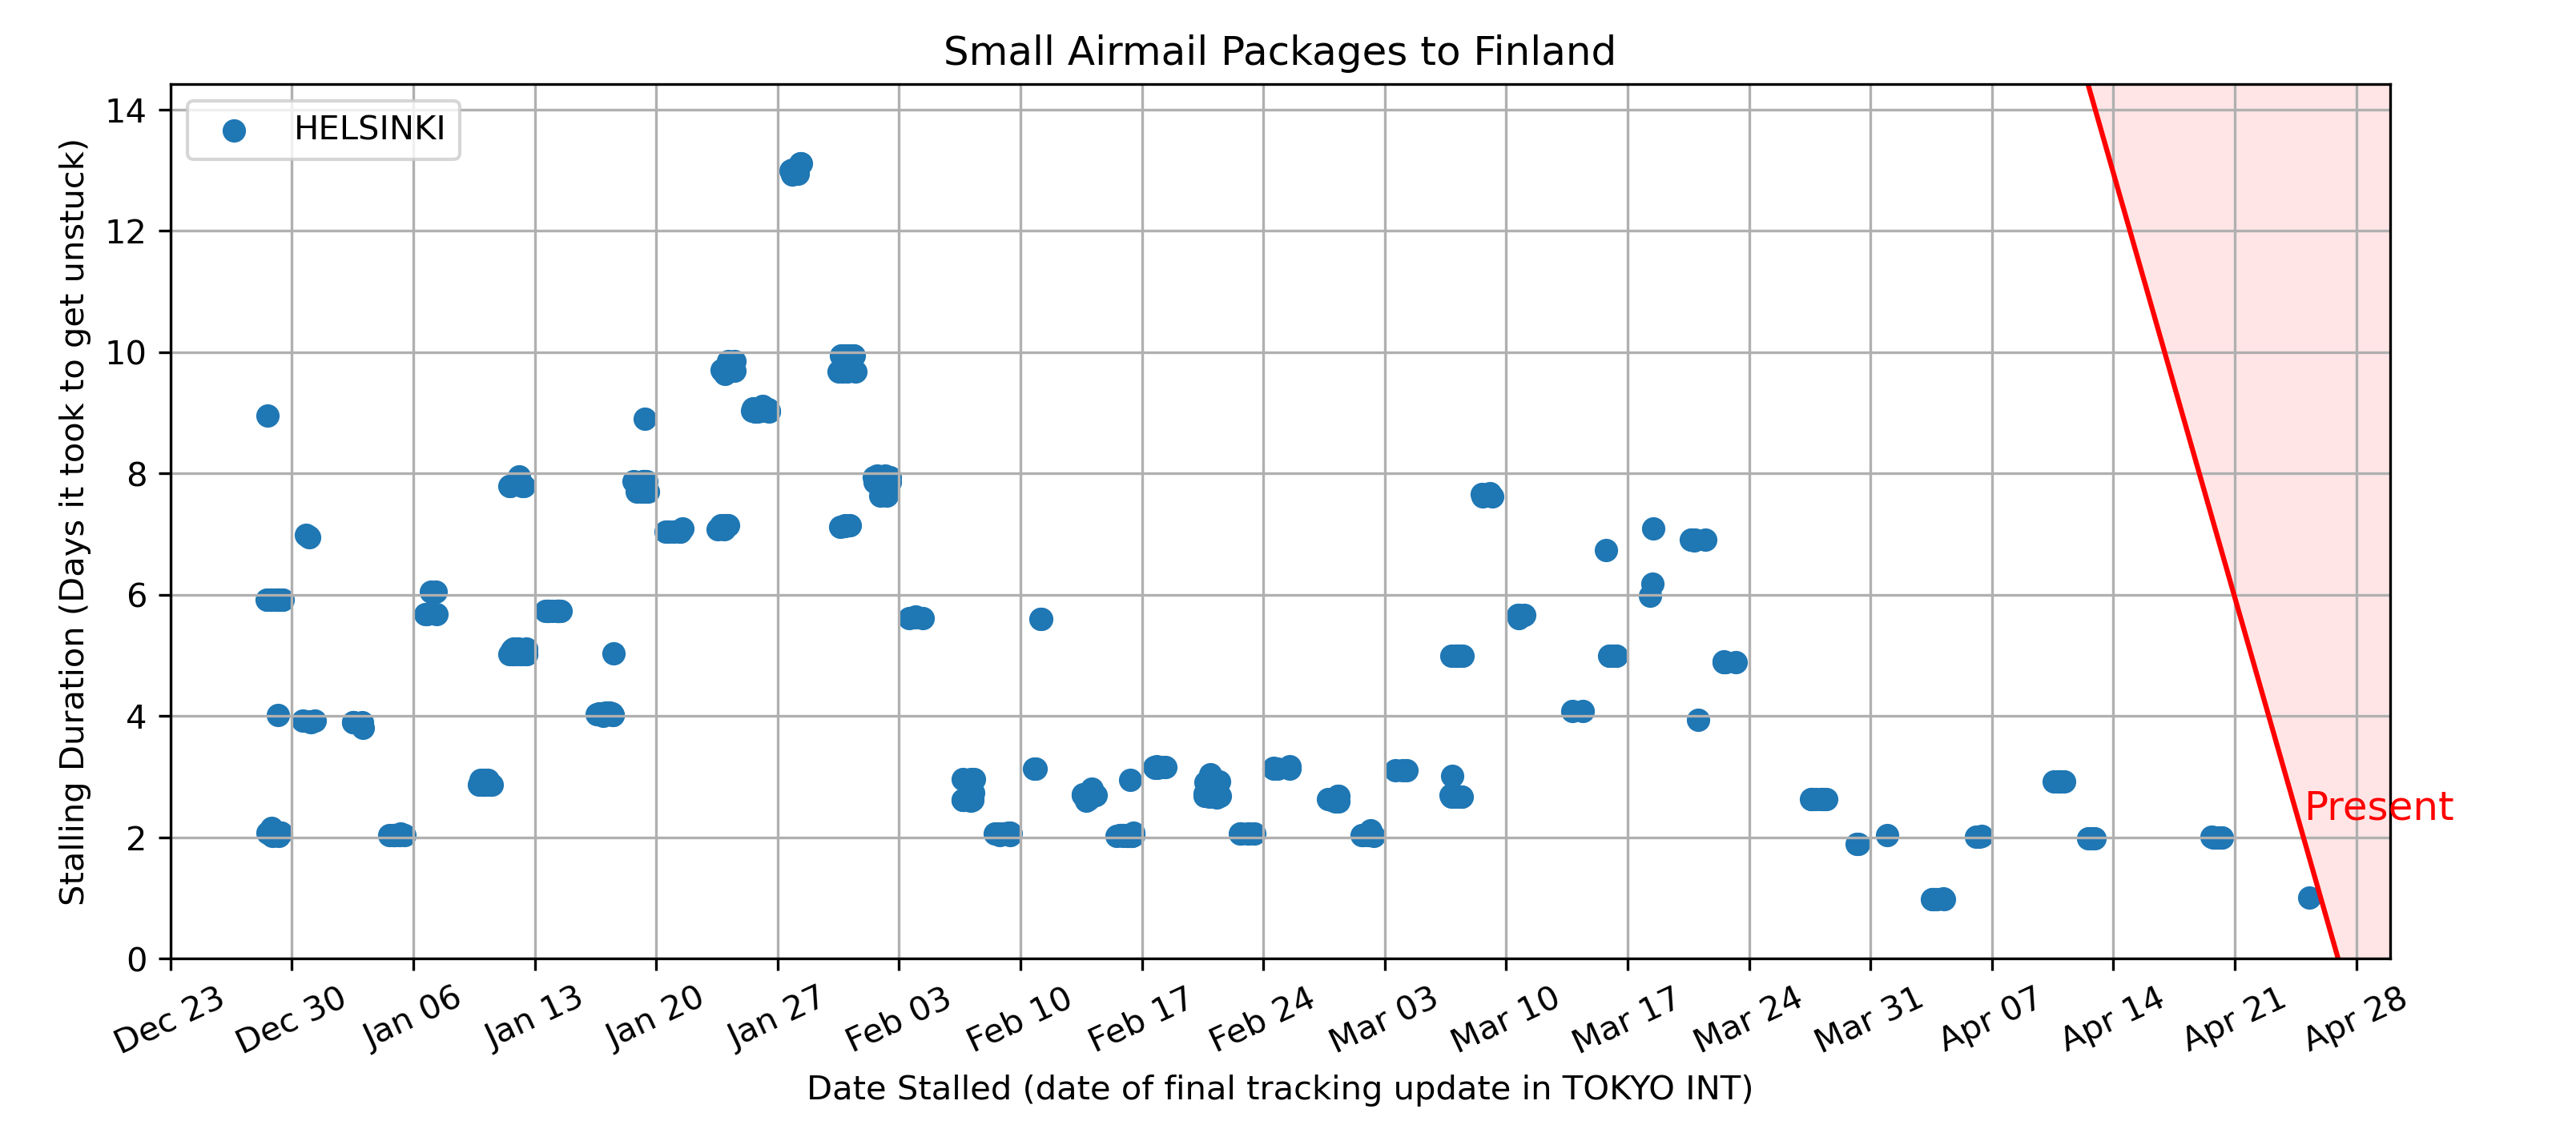 Small Airmail Packages to Finland
HELSINKI
Stalling Duration (Days it took to get unstuck)
14
12
10
8
6
4
2
0
Present
Dec 23 Dec 30 Jan 06 Jan 13 Jan 20 Jan 27 Feb 03 Feb 10 Feb 17 Feb 24 Mar 03 Mar 10 Mar 17 Mar 24 Mar 31 Apr 07 Apr 14 Apr 21 Apr 28
Date Stalled (date of final tracking update in TOKYO INT)